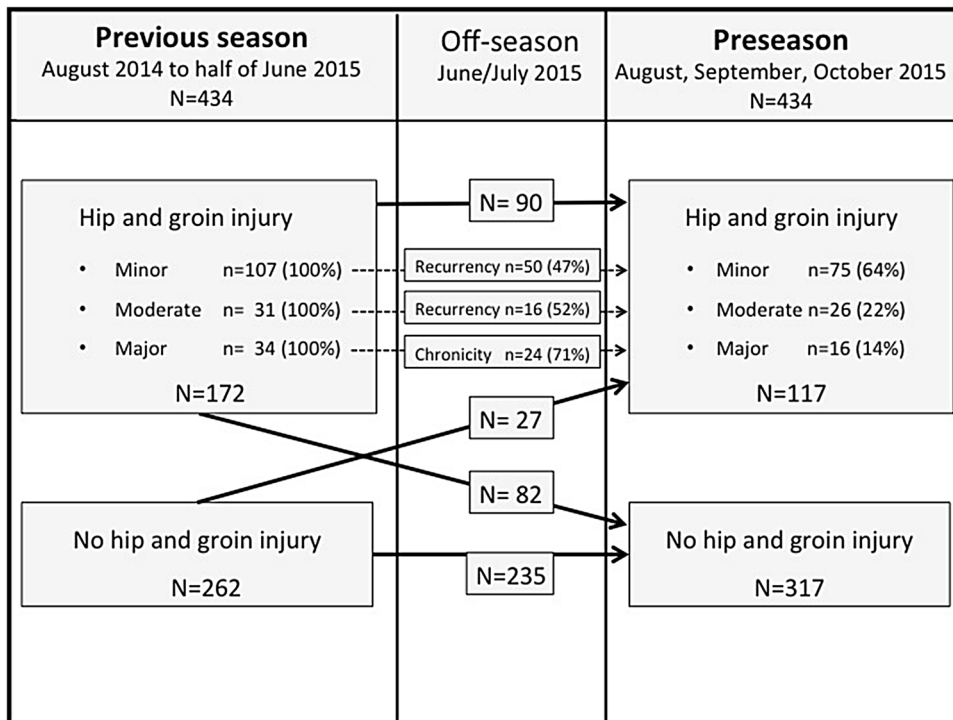 Previous season
August 2014 to half of June 2015
N=434
Off-season
June/July 2015
Preseason
August, September, October 2015
N=434
Hip and groin injury
• Minor n=107 (100%)
• Moderate n= 31 (100%)
• Major n= 34 (100%)
N=172
N= 90
Recurrency n=50 (47%)
Recurrency n=16 (52%)
Chronicity n=24 (71%)
N= 27
N= 82
N=235
Hip and groin injury
• Minor n=75 (64%)
• Moderate n=26 (22%)
• Major n=16 (14%)
N=117
No hip and groin injury
N=262
No hip and groin injury
N=317